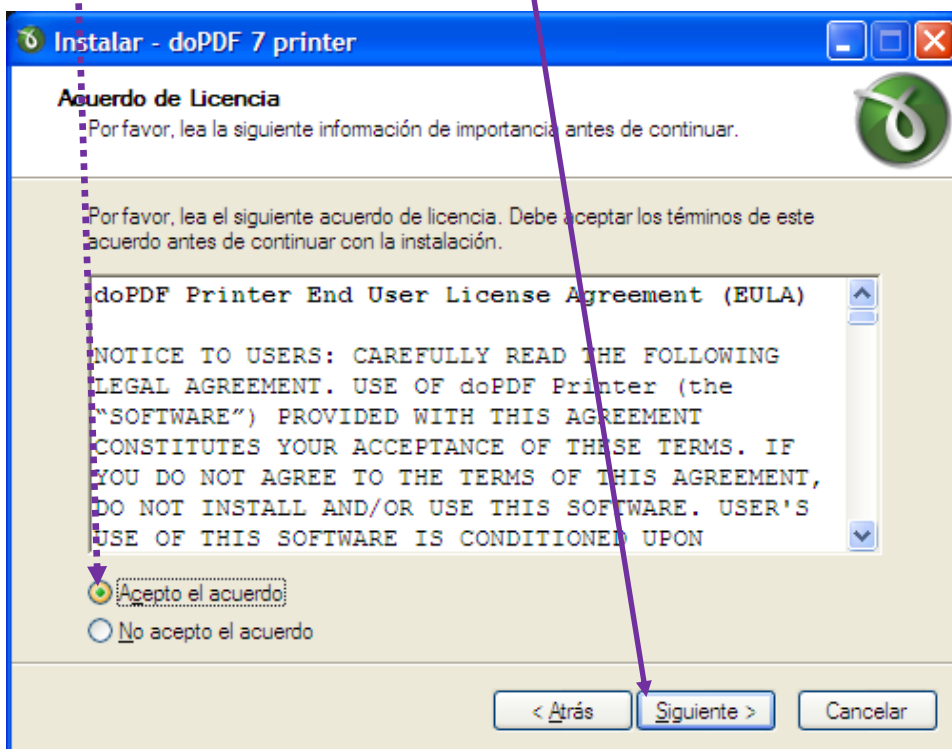 Instalar - doPDF 7 printer
Acuerdo de Licencia
Por favor, lea la siguiente información de importancia antes de continuar.
Por favor, lea el siguiente acuerdo de licencia. Debe aceptar los términos de este
acuerdo antes de continuar con la instalación.
doPDF Printer End User License Agreement (EULA)
NOTICE TO USERS: CAREFULLY READ THE FOLLOWING
LEGAL AGREEMENT. USE OF doPDF Printer (the
“SOFTWARE”) PROVIDED WITH THIS AGREEMENT
CONSTITUTES YOUR ACCEPTANCE OF THESE TERMS. IF
YOU DO NOT AGREE TO THE TERMS OF THIS AGREEMENT,
DO NOT INSTALL AND/OR USE THIS SOFTWARE. USER'S
USE OF THIS SOFTWARE IS CONDITIONED UPON
Acepto el acuerdo
No acepto el acuerdo
< Atrás
Siguiente >
Cancelar